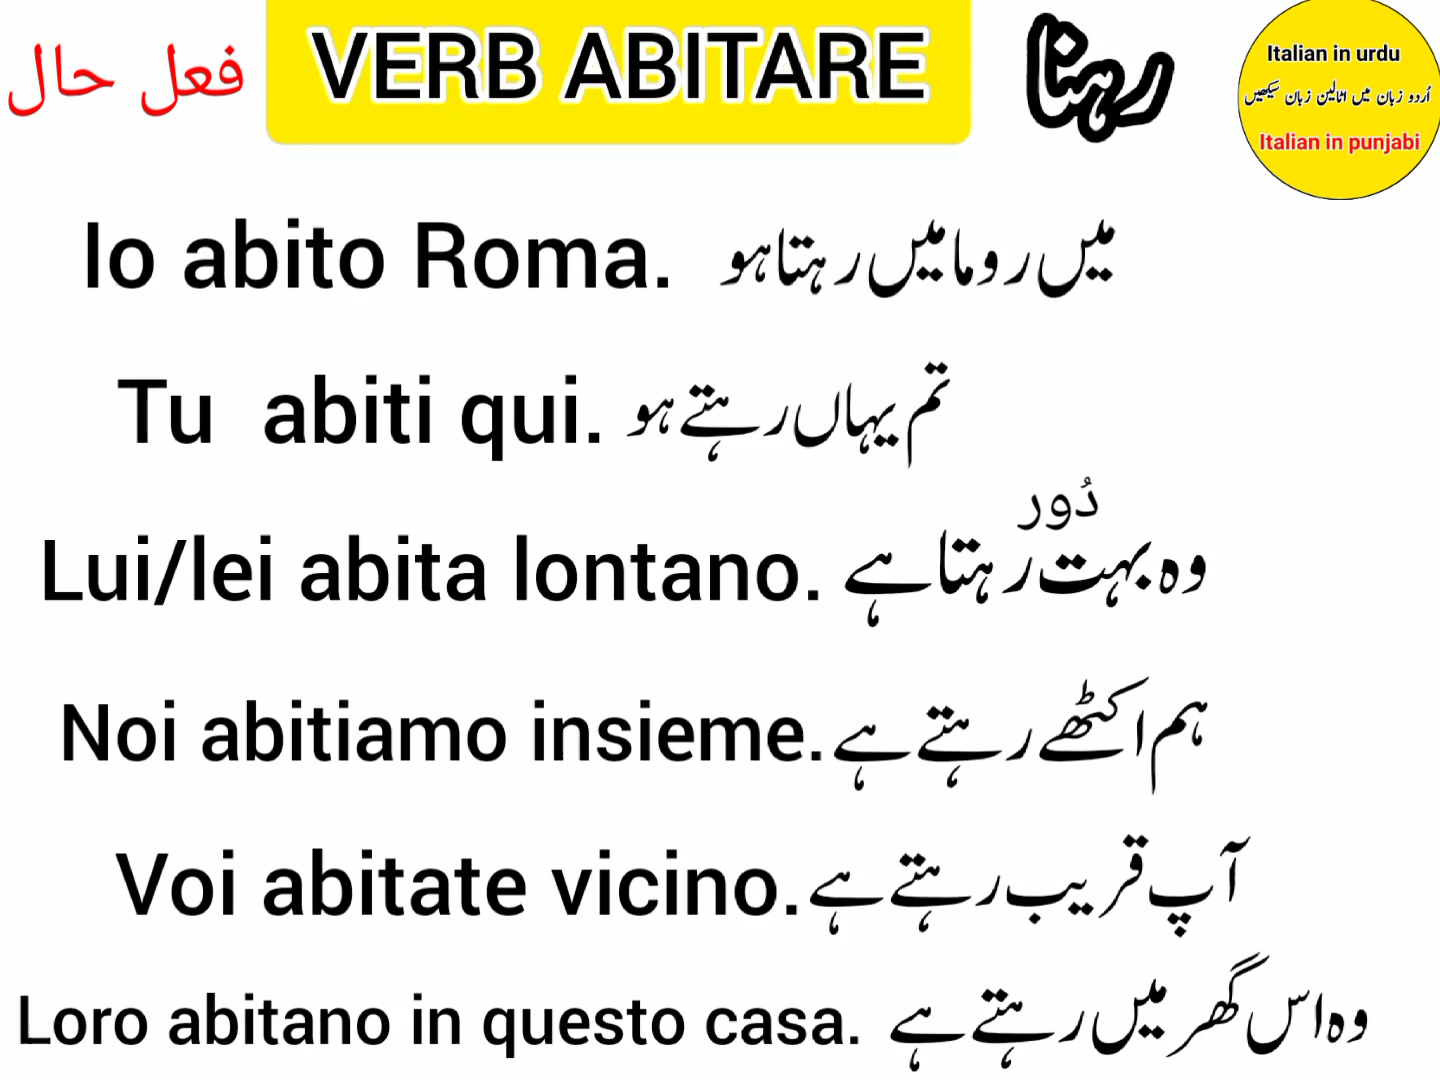 فعل حال VERB ABITARE رہنا
Italian in urdu
اُردو زبان میں اٹالین زبان سیکھیں
Italian in punjabi
Io abito Roma. میں روما میں رہتا ہو
Tu abiti qui. تم یہاں رہتے ہو
دُور
Lui/lei abita lontano. وہ بہت رہتا ہے
Noi abitiamo insieme. ہم اکٹھے رہتے ہے
Voi abitate vicino. آپ قریب رہتے ہے
Loro abitano in questo casa. وہ اس گھر میں رہتے ہے